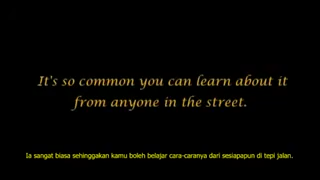 It's so common you can learn about it
from anyone in the street.
Ia sangat biasa sehinggakan kamu boleh belajar cara-caranya dari sesiapapun di tepi jalan.